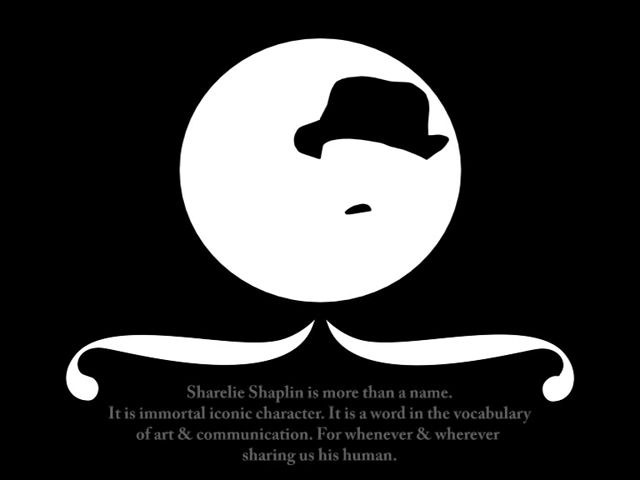 Sharelie Shaplin is more than a name.
It is immortal iconic character. It is a word in the vocabulary
of art & communication. For whenever & wherever
sharing us his human.